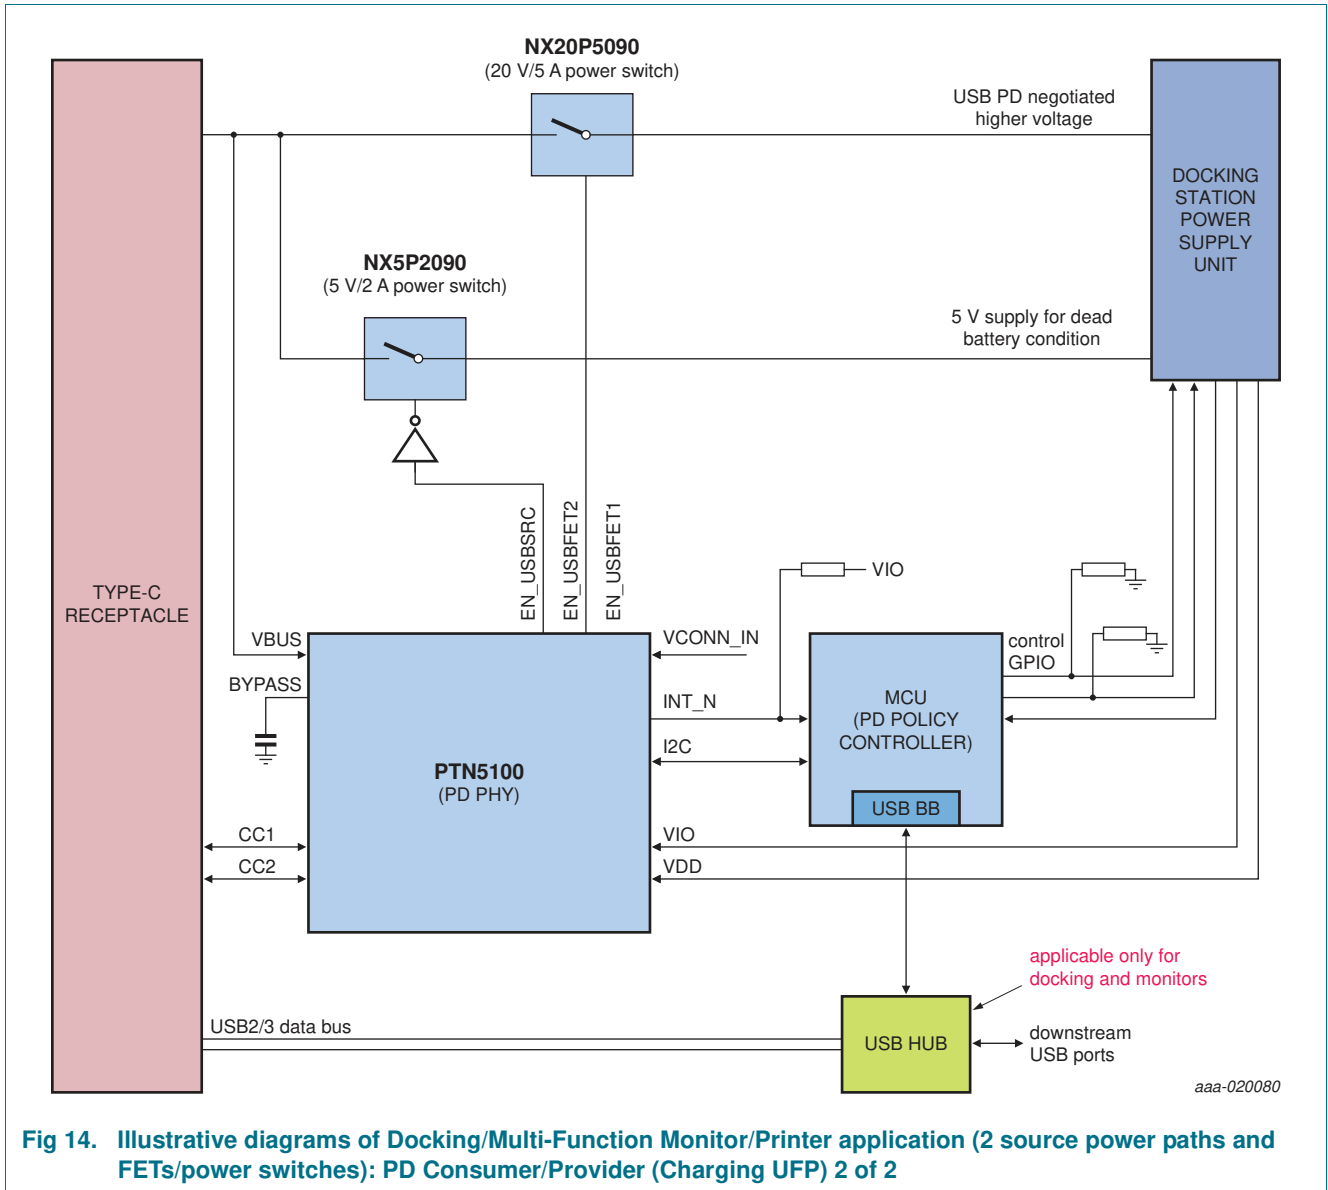 NX20P5090
(20 V/5 A power switch)
USB PD negotiated
higher voltage
DOCKING
STATION
POWER
SUPPLY
UNIT
NX5P2090
(5 V/2 A power switch)
5 V supply for dead
battery condition
EN_USBSRC
EN_USBFET2
EN_USBFET1
TYPE-C
RECEPTACLE
VIO
VBUS
VCONN_IN
control
GPIO
BYPASS
INT_N
MCU
(PD POLICY
CONTROLLER)
I2C
PTN5100
(PD PHY)
USB BB
CC1
VIO
CC2
VDD
applicable only for
docking and monitors
USB2/3 data bus
USB HUB
downstream
USB ports
aaa-020080
Fig 14. Illustrative diagrams of Docking/Multi-Function Monitor/Printer application (2 source power paths and
FETs/power switches): PD Consumer/Provider (Charging UFP) 2 of 2